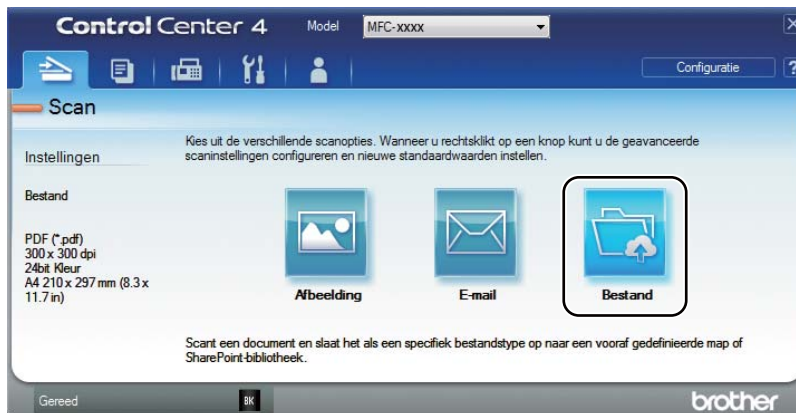 Control Center 4
Model
MFC-xxxx
Configuratie
?
Scan
Kies uit de verschillende scanopties. Wanneer u rechtsklikt op een knop kunt u de geavanceerde
scaninstellingen configureren en nieuwe standaardwaarden instellen.
Instellingen
Bestand
PDF (*.pdf)
300 x 300 dpi
24bit Kleur
A4 210 x 297 mm (8.3 x
11.7 in)
Afbeelding
E-mail
Bestand
Scant een document en slaat het als een specifiek bestandstype op naar een vooraf gedefinieerde map of
SharePoint-bibliotheek.
Gereed
BK
brother